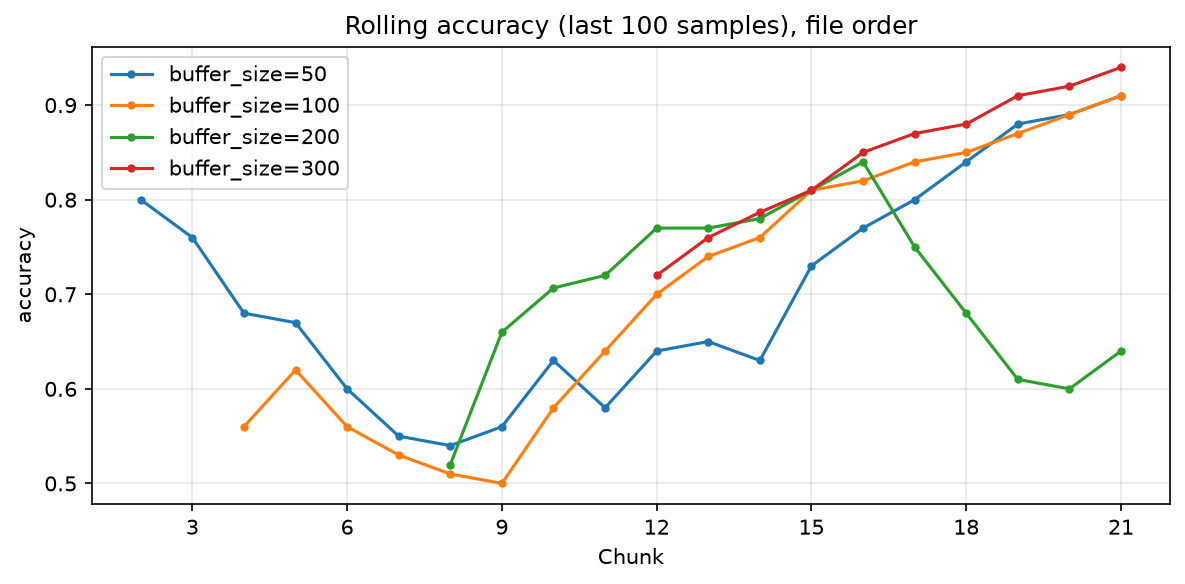 Rolling accuracy (last 100 samples), file order
buffer_size=50
buffer_size=100
buffer_size=200
buffer_size=300
accuracy
0.9
0.8
0.7
0.6
0.5
3 6 9 12 15 18 21
Chunk